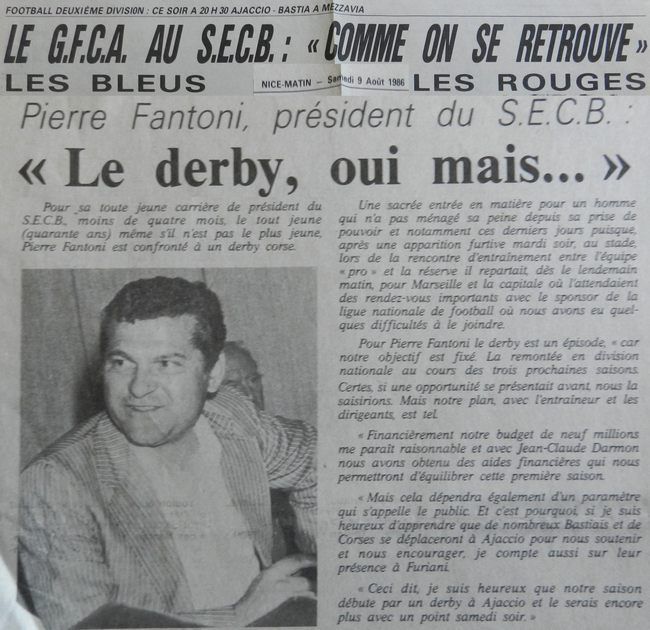 FOOTBALL DEUXIÈME DIVISION : CE SOIR A 20 H 30 AJACCIO - BASTIA A MEZZAVIA
LE G.F.C.A. AU S.E.C.B. : « COMME ON SE RETROUVE »
LES BLEUS
NICE-MATIN – Samedi 9 Août 1986
LES ROUGES
Pierre Fantoni, président du S.E.C.B. :
« Le derby, oui mais... »
Pour sa toute jeune carrière de président du
S.E.C.B., moins de quatre mois, le tout jeune
(quarante ans) même s'il n'est pas le plus jeune,
Pierre Fantoni est confronté à un derby corse.
Une sacrée entrée en matière pour un homme
qui n'a pas ménagé sa peine depuis sa prise de
pouvoir et notamment ces derniers jours puisque,
après une apparition furtive mardi soir, au stade,
lors de la rencontre d'entraînement entre l'équipe
« pro » et la réserve il repartait, dès le lendemain
matin, pour Marseille et la capitale où l'attendaient
des rendez-vous importants avec le sponsor de la
ligue nationale de football où nous avons eu quel-
ques difficultés à le joindre.
Pour Pierre Fantoni le derby est un épisode, « car
notre objectif est fixé. La remontée en division
nationale au cours des trois prochaines saisons.
Certes, si une opportunité se présentait avant, nous la
saisirions. Mais notre plan, avec l'entraîneur et les
dirigeants, est tel.
« Financièrement notre budget de neuf millions
me paraît raisonnable et avec Jean-Claude Darmon
nous avons obtenu des aides financières qui nous
permettront d'équilibrer cette première saison.
« Mais cela dépendra également d'un paramètre
qui s'appelle le public. Et c'est pourquoi, si je suis
heureux d'apprendre que de nombreux Bastiais et de
Corses se déplaceront à Ajaccio pour nous soutenir
et nous encourager, je compte aussi sur leur
présence à Furiani.
« Ceci dit, je suis heureux que notre saison
débute par un derby à Ajaccio et le serais encore
plus avec un point samedi soir. »